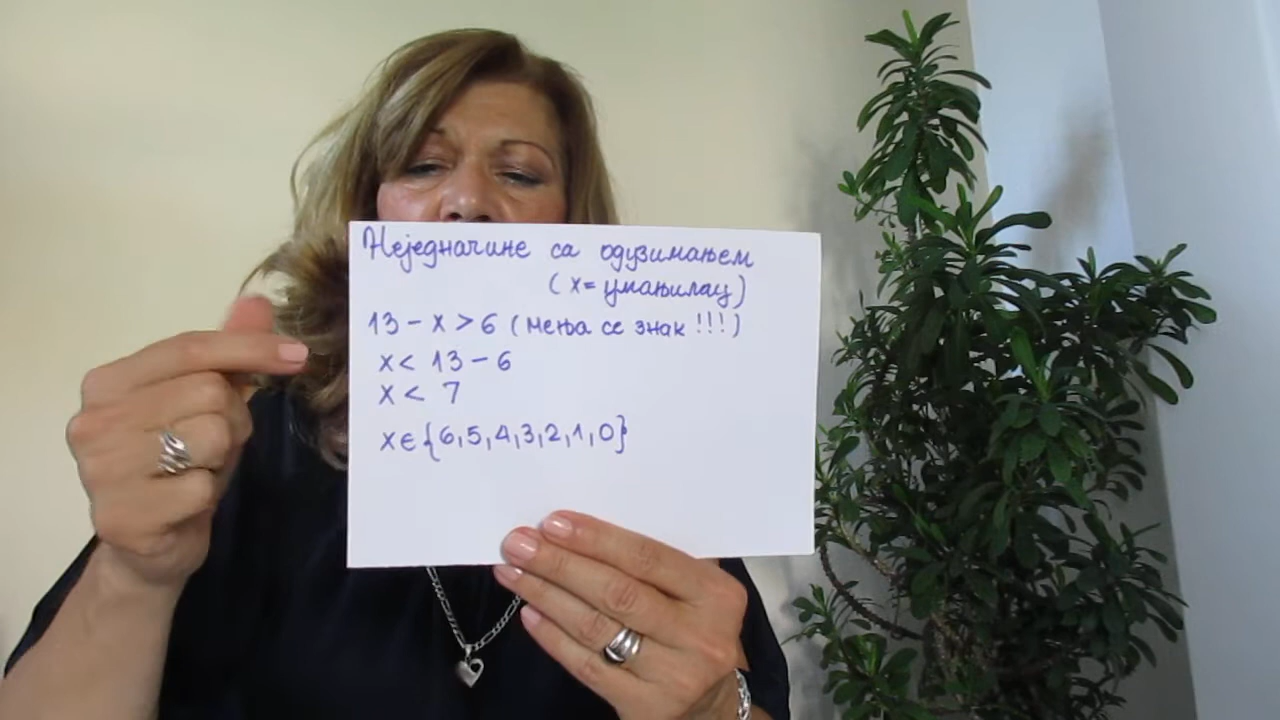 Неједначине са одузимањем
(x= умањилац)
13 - x > 6 (мења се знак !!!)
x < 13 - 6
x < 7
x ∈ {6,5,4,3,2,1,0}